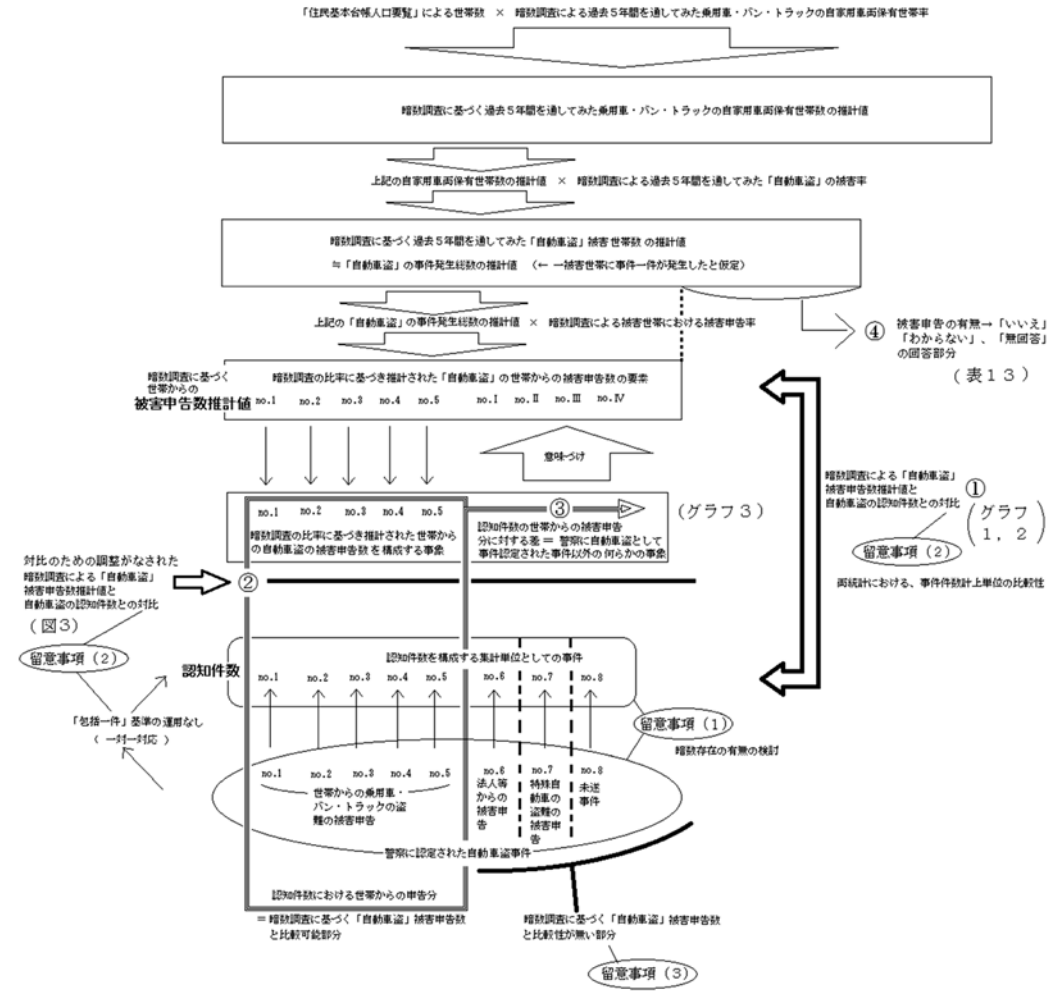 「住民基本台帳人口要覧」による世帯数 × 暗数調査による過去５年間を通してみた乗用車・バン・トラックの自家用車両保有世帯率
暗数調査に基づく過去５年間を通してみた乗用車・バン・トラックの自家用車両保有世帯数の推計値
上記の自家用車両保有世帯数の推計値 × 暗数調査による過去５年間を通してみた「自動車盗」の被害率
暗数調査に基づく過去５年間を通してみた「自動車盗」被害世帯数の推計値
≒「自動車盗」の事件発生総数の推計値 （← 一被害世帯に事件一件が発生したと仮定）
上記の「自動車盗」の事件発生総数の推計値 × 暗数調査による被害世帯における被害申告率
④ 被害申告の有無→「いいえ」
「わからない」、「無回答」
の回答部分
（表１３）
暗数調査に基づく
世帯からの
被害申告数推計値
暗数調査の比率に基づき推計された「自動車盗」の世帯からの被害申告数の要素
no.1 no.2 no.3 no.4 no.5 no.Ⅰ no.Ⅱ no.Ⅲ no.Ⅳ
意味づけ
暗数調査による「自動車盗」
被害申告数推計値と
自動車盗の認知件数との対比
①
（グラフ
１，２）
留意事項（２）
両統計における、事件件数計上単位の比較性
no.1 no.2 no.3 no.4 no.5
暗数調査の比率に基づき推計された世帯から
の自動車盗の被害申告数を構成する事象
③
認知件数の世帯からの被害申告
分に対する差＝ 警察に自動車盗として
事件認定された事件以外の何らかの事象
（グラフ３）
対比のための調整がなされた
暗数調査による「自動車盗」
被害申告数推計値と
自動車盗の認知件数との対比
（図３）
②
留意事項（２）
「包括一件」基準の運用なし
（ 一対一対応 ）
認知件数
認知件数を構成する集計単位としての事件
no.1 no.2 no.3 no.4 no.5 no.6 no.7 no.8
留意事項（１）
暗数存在の有無の検討
no.1 no.2 no.3 no.4 no.5 no.6 no.7 no.8
世帯からの乗用車・
バン・トラックの盗
難の被害申告
法人等
からの
被害申
告
特殊自
動車の
盗難の
被害申
告
未遂
事件
警察に認定された自動車盗事件
認知件数における世帯からの申告分
＝暗数調査に基づく「自動車盗」被害申告数
と比較可能部分
暗数調査に基づく「自動車盗」被害申告数
と比較性が無い部分
留意事項（３）